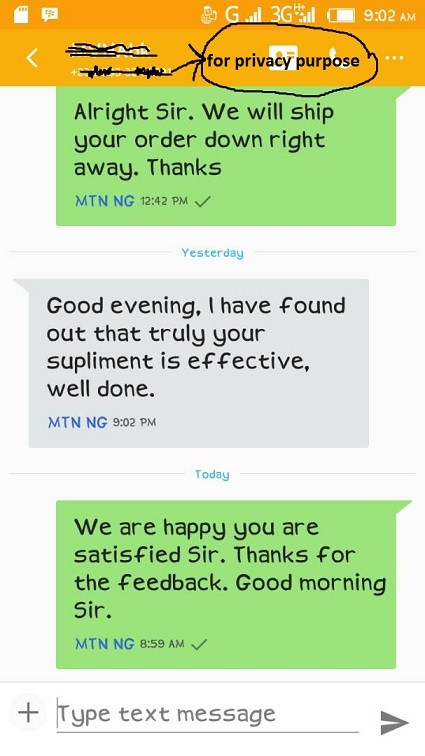 G 3G H+ 9:02 AM
for privacy purpose
Alright Sir. We will ship
your order down right
away. Thanks
MTN NG 12:42 PM
Yesterday
Good evening, I have found
out that truly your
supliment is effective,
well done.
MTN NG 9:02 PM
Today
We are happy you are
satisfied Sir. Thanks for
the feedback. Good morning
Sir.
MTN NG 8:59 AM
Type text message